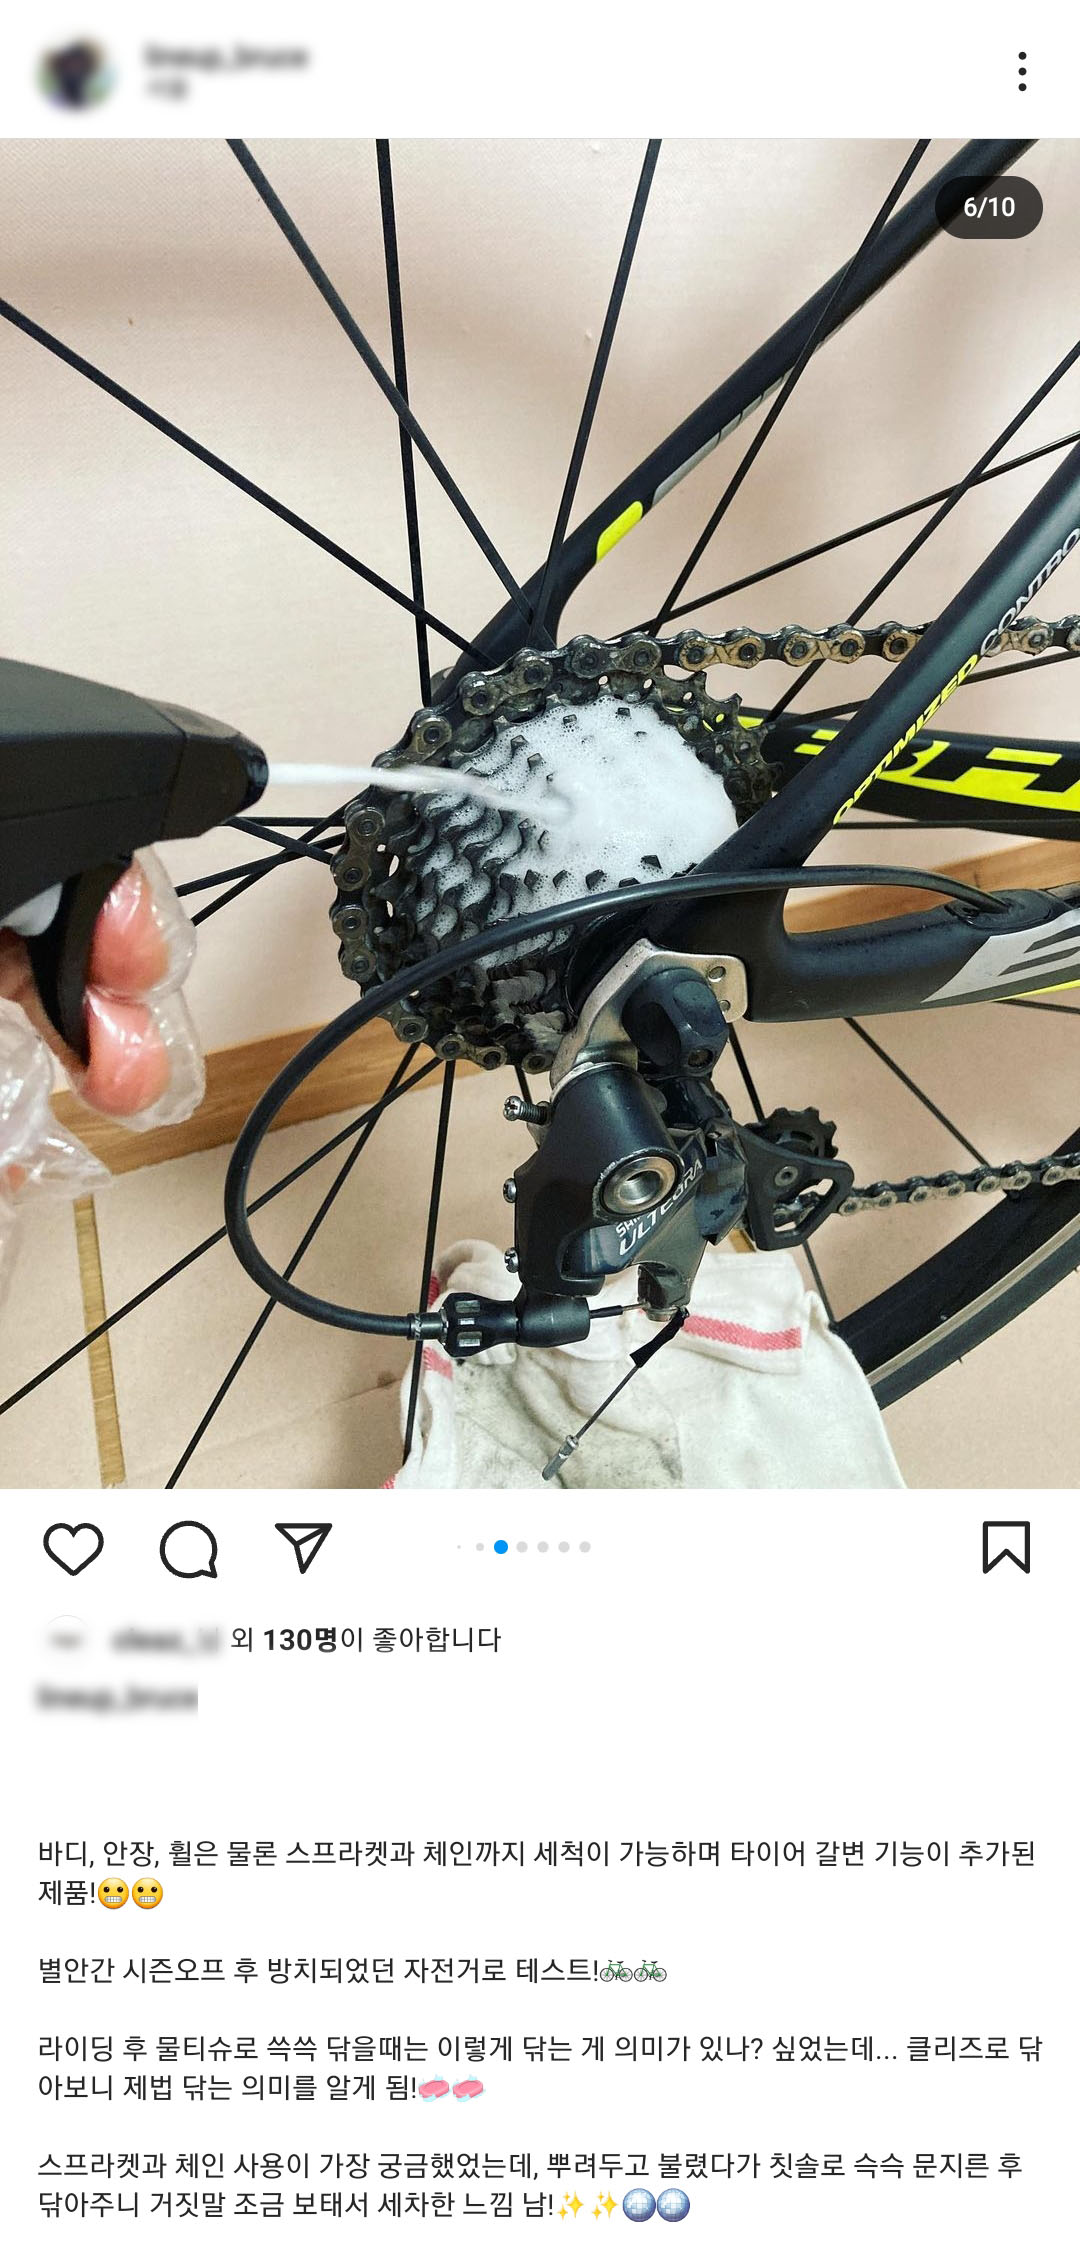 6/10
CONTRO
OPTIMIZED
SHI
ULTEGRA
외 130명이 좋아합니다
바디, 안장, 휠은 물론 스프라켓과 체인까지 세척이 가능하며 타이어 갈변 기능이 추가된
제품!😬😬
별안간 시즌오프 후 방치되었던 자전거로 테스트!🚲🚲
라이딩 후 물티슈로 쓱쓱 닦을때는 이렇게 닦는 게 의미가 있나? 싶었는데... 클리즈로 닦
아보니 제법 닦는 의미를 알게 됨!🧼🧼
스프라켓과 체인 사용이 가장 궁금했었는데, 뿌려두고 불렸다가 칫솔로 슥슥 문지른 후
닦아주니 거짓말 조금 보태서 세차한 느낌 남!✨✨🪩🪩